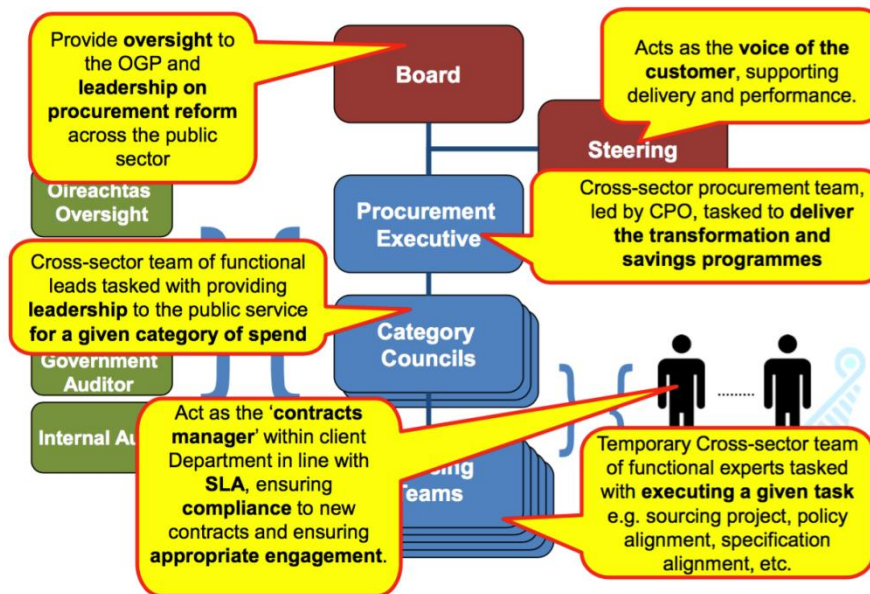 Provide oversight to
the OGP and
leadership on
procurement reform
across the public
sector
Board
Acts as the voice of the
customer, supporting
delivery and performance.
Steering
Oireachtas
Oversight
Procurement
Executive
Cross-sector procurement team,
led by CPO, tasked to deliver
the transformation and
savings programmes
Cross-sector team of functional
leads tasked with providing
leadership to the public service
for a given category of spend
Category
Councils
Government
Auditor
Internal Au
Act as the 'contracts
manager' within client
Department in line with
SLA, ensuring
compliance to new
contracts and ensuring
appropriate engagement.
Teams
Temporary Cross-sector team
of functional experts tasked
with executing a given task
e.g. sourcing project, policy
alignment, specification
alignment, etc.